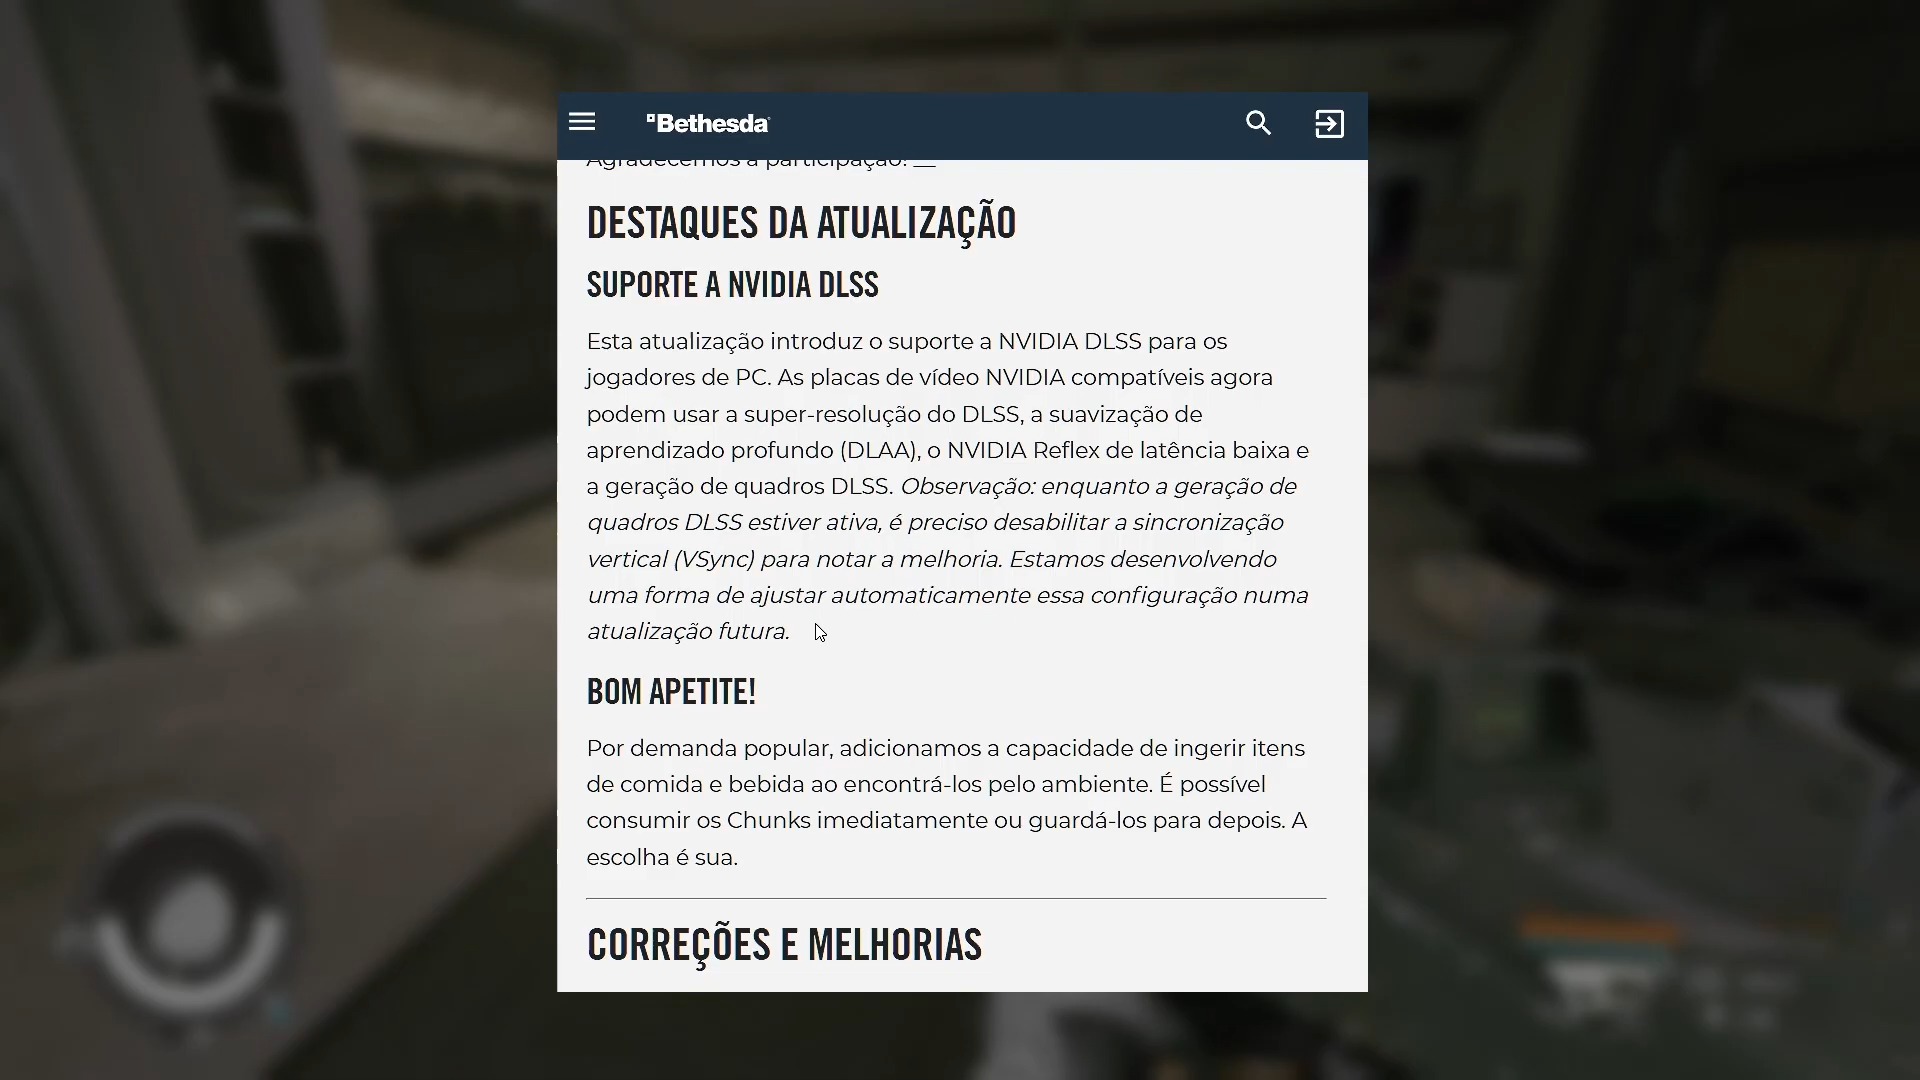 Bethesda
Agradecemos a participação! __
DESTAQUES DA ATUALIZAÇÃO
SUPORTE A NVIDIA DLSS
Esta atualização introduz o suporte a NVIDIA DLSS para os
jogadores de PC. As placas de vídeo NVIDIA compatíveis agora
podem usar a super-resolução do DLSS, a suavização de
aprendizado profundo (DLAA), o NVIDIA Reflex de latência baixa e
a geração de quadros DLSS. Observação: enquanto a geração de
quadros DLSS estiver ativa, é preciso desabilitar a sincronização
vertical (VSync) para notar a melhoria. Estamos desenvolvendo
uma forma de ajustar automaticamente essa configuração numa
atualização futura.
BOM APETITE!
Por demanda popular, adicionamos a capacidade de ingerir itens
de comida e bebida ao encontrá-los pelo ambiente. É possível
consumir os Chunks imediatamente ou guardá-los para depois. A
escolha é sua.
CORREÇÕES E MELHORIAS